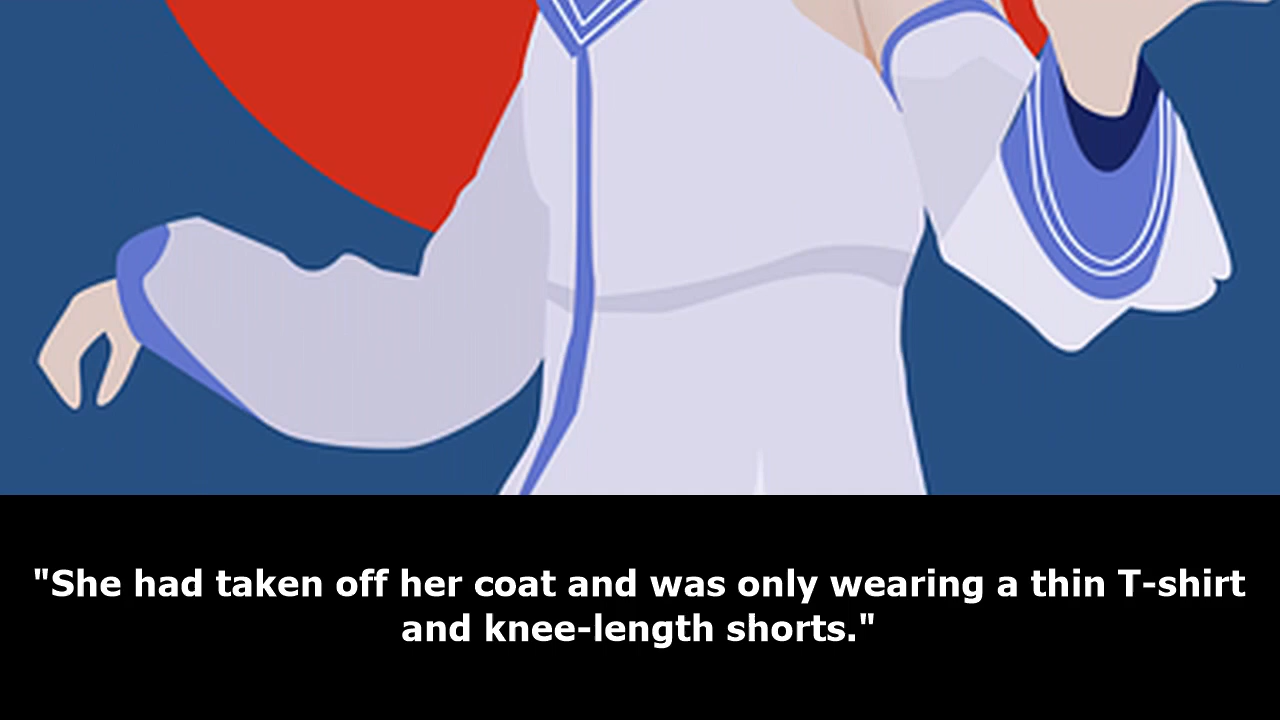 "She had taken off her coat and was only wearing a thin T-shirt
and knee-length shorts."